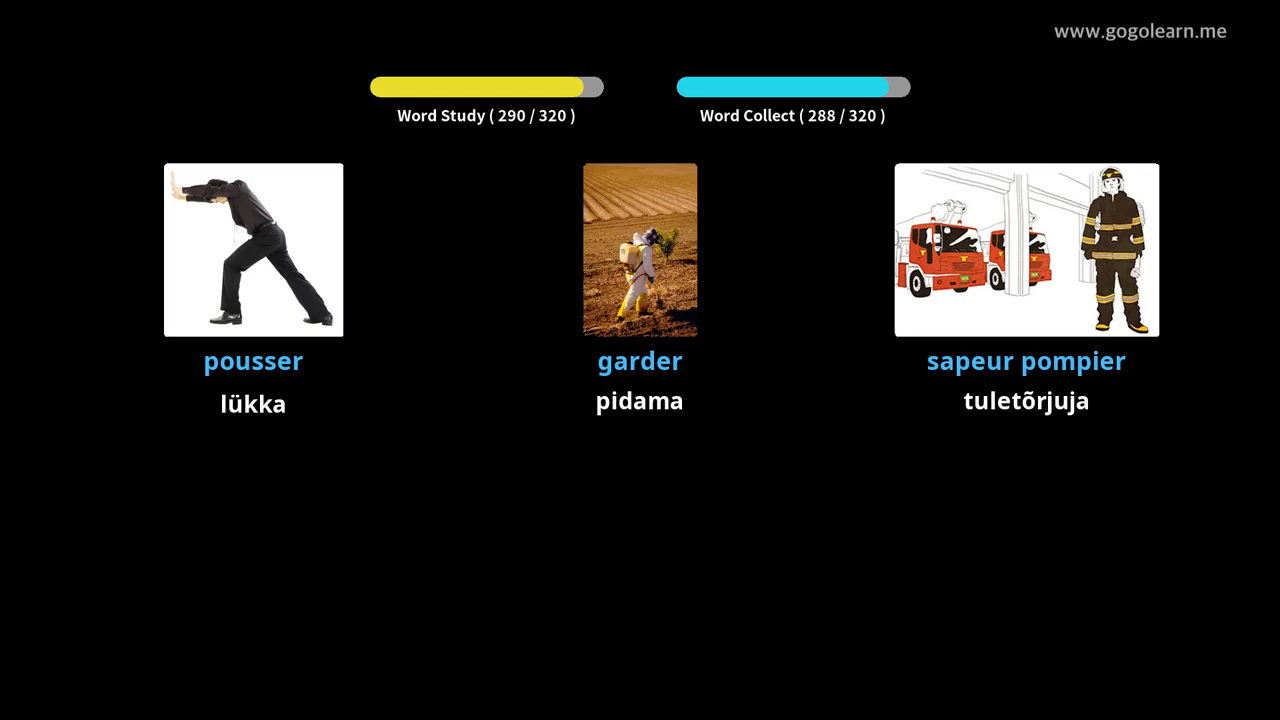 www.gogolearn.me
Word Study ( 290 / 320 )
Word Collect ( 288 / 320 )
pousser
lükka
garder
pidama
sapeur pompier
tuletõrjuja